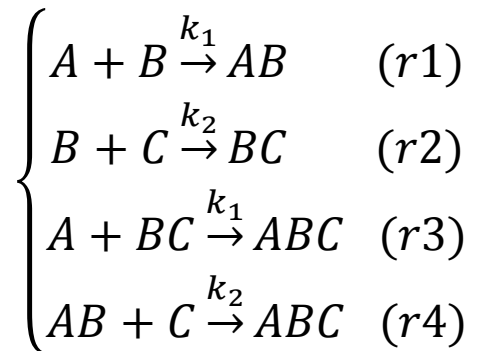 A + B k₁→ AB (r1)
B + C k₂→ BC (r2)
A + BC k₁→ ABC (r3)
AB + C k₂→ ABC (r4)